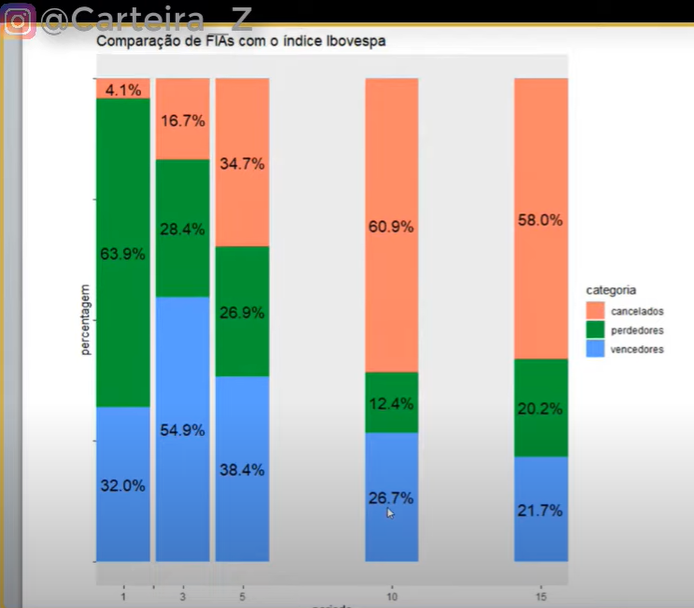 @Carteira_Z
Comparação de FIAs com o índice Ibovespa
percentagem
4.1%
63.9%
32.0%
16.7%
28.4%
54.9%
34.7%
26.9%
38.4%
60.9%
12.4%
26.7%
58.0%
20.2%
21.7%
categoria
cancelados
perdedores
vencedores
1 3 5 10 15